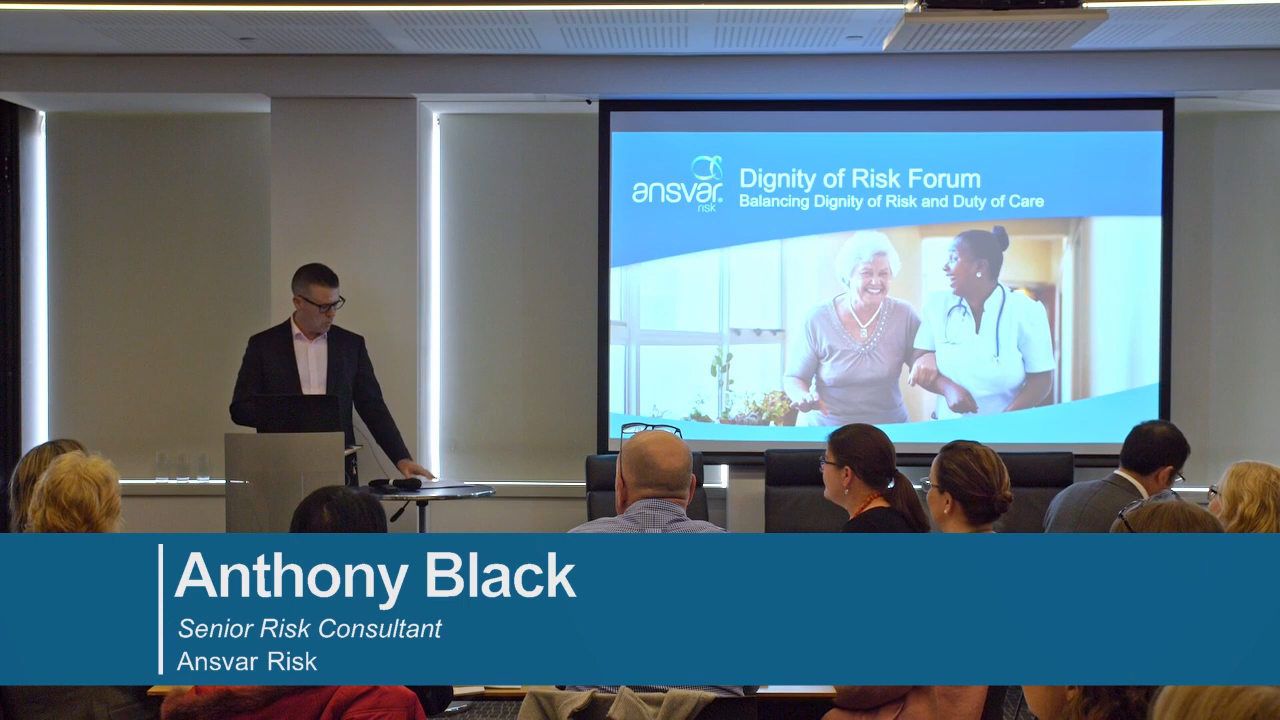 ansvar
risk
Dignity of Risk Forum
Balancing Dignity of Risk and Duty of Care
Anthony Black
Senior Risk Consultant
Ansvar Risk